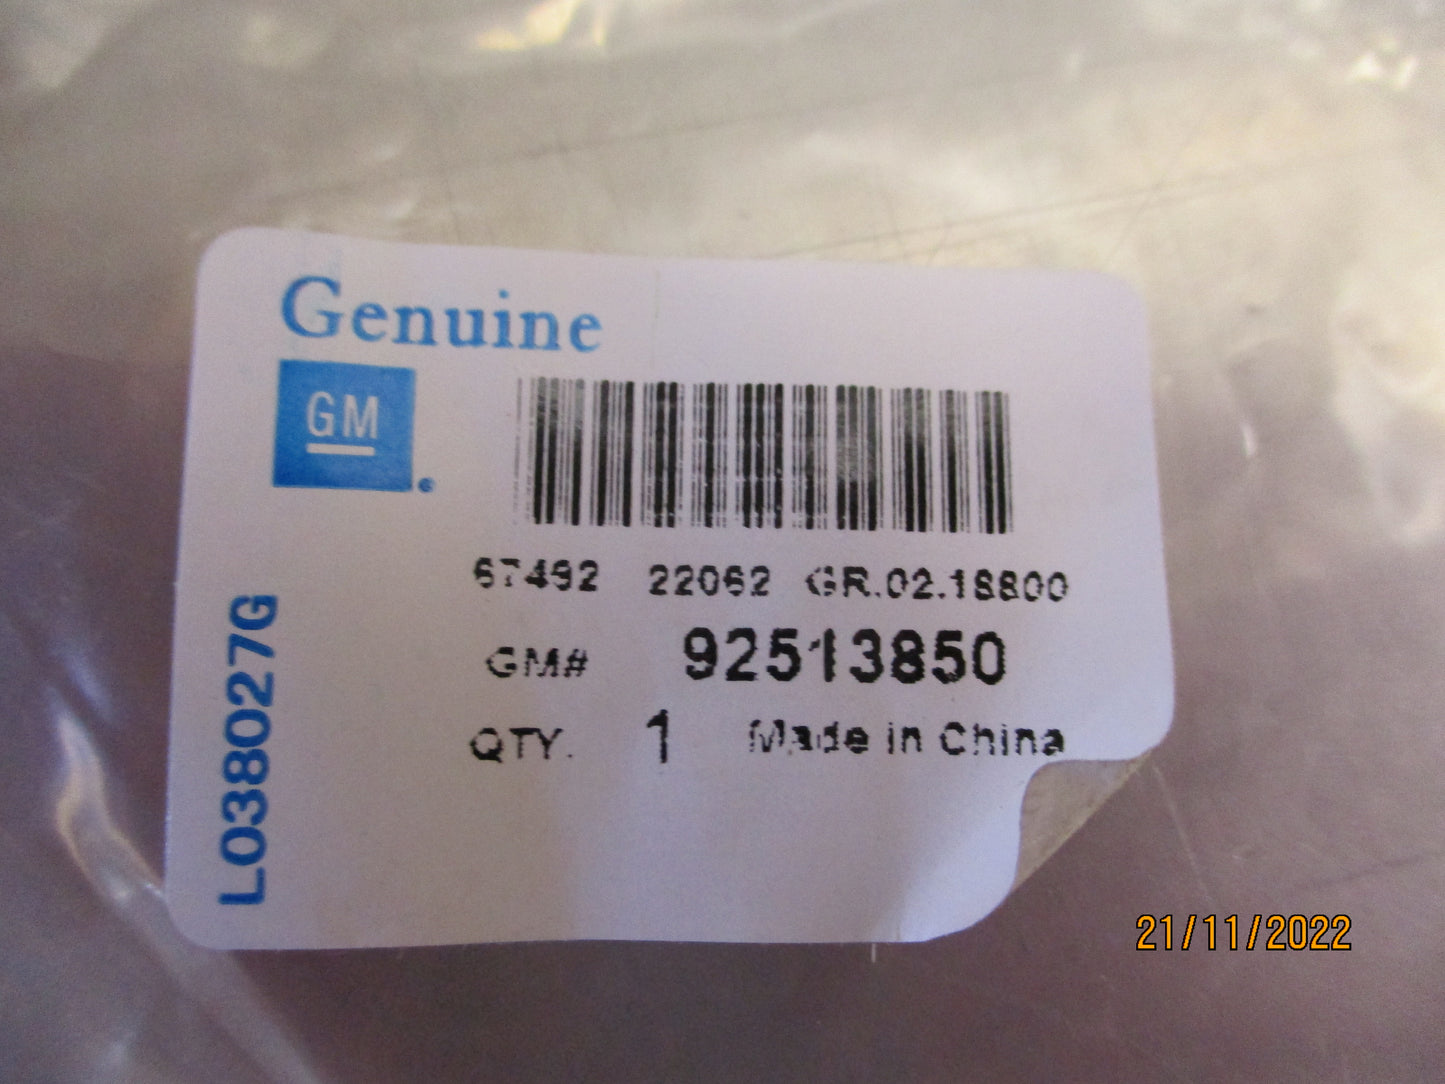 Genuine
GM
67492 22062 GR.02.18800
GM# 92513850
QTY. 1 Made in China
L038027G
21/11/2022